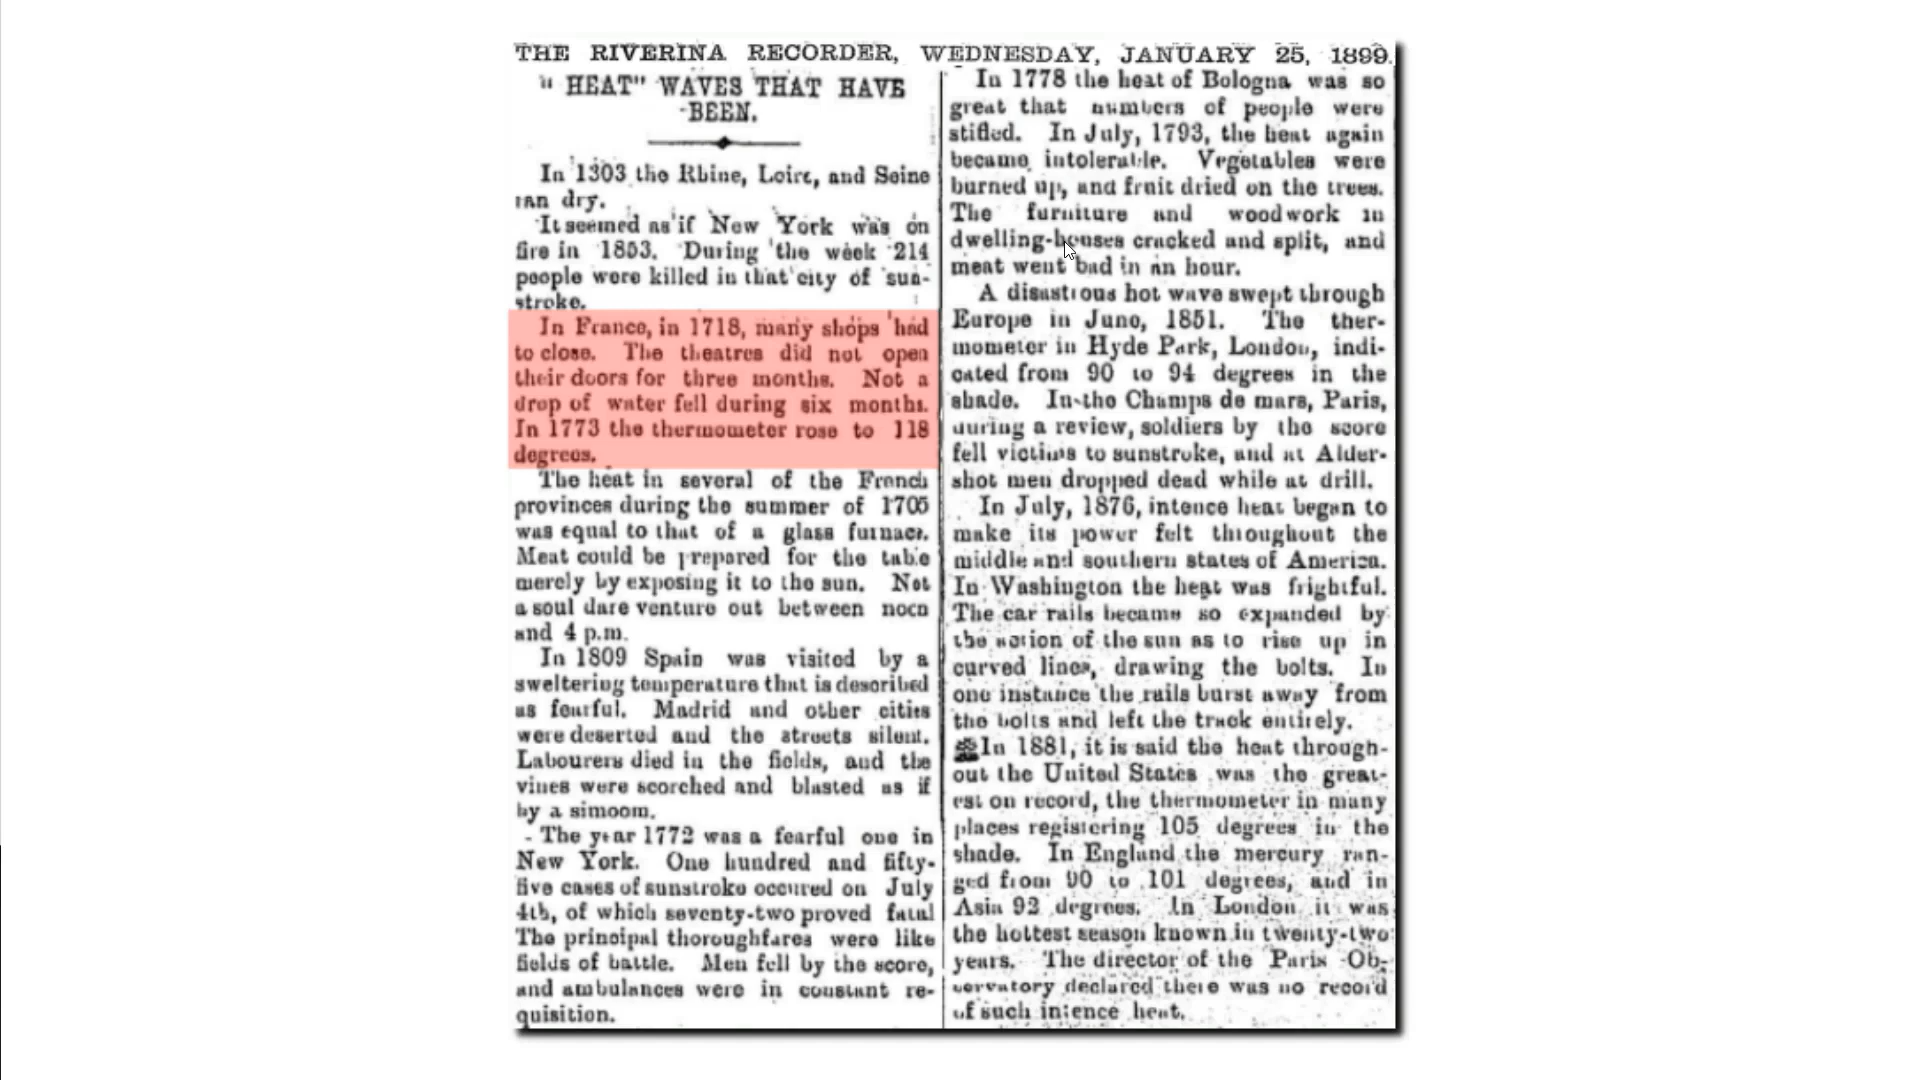 THE RIVERINA RECORDER, WEDNESDAY, JANUARY 25, 1899.
" HEAT" WAVES THAT HAVE
BEEN.
In 1303 the Rhine, Loire, and Seine
ran dry.
It seemed as if New York was on
fire in 1853. During the week 214
people were killed in that city of sun-
stroke.
In France, in 1718, many shops had
to close. The theatres did not open
their doors for three months. Not a
drop of water fell during six months.
In 1773 the thermometer rose to 118
degrees.
The heat in several of the French
provinces during the summer of 1705
was equal to that of a glass furnace.
Meat could be prepared for the table
merely by exposing it to the sun. Not
a soul dare venture out between noon
and 4 p.m.
In 1809 Spain was visited by a
sweltering temperature that is described
as fearful. Madrid and other cities
were deserted and the streets silent.
Labourers died in the fields, and the
vines were scorched and blasted as if
by a simoom.
The year 1772 was a fearful one in
New York. One hundred and fifty-
five cases of sunstroke occured on July
4th, of which seventy-two proved fatal
The principal thoroughfares were like
fields of battle. Men fell by the score,
and ambulances were in constant re-
quisition.
In 1778 the heat of Bologna was so
great that numbers of people were
stifled. In July, 1793, the heat again
became intolerable. Vegetables were
burned up, and fruit dried on the trees.
The furniture and woodwork in
dwelling-houses cracked and split, and
meat went bad in an hour.
A disastrous hot wave swept through
Europe in June, 1851. The ther-
mometer in Hyde Park, London, indi-
cated from 90 to 94 degrees in the
shade. In the Champs de mars, Paris,
during a review, soldiers by the score
fell victims to sunstroke, and at Alder-
shot men dropped dead while at drill.
In July, 1876, intence heat began to
make its power felt throughout the
middle and southern states of America.
In Washington the heat was frightful.
The car rails became so expanded by
the action of the sun as to rise up in
curved lines, drawing the bolts. In
one instance the rails burst away from
the bolts and left the track entirely.
In 1881, it is said the heat through-
out the United States was the great-
est on record, the thermometer in many
places registering 105 degrees in the
shade. In England the mercury ran-
ged from 90 to 101 degrees, and in
Asia 92 degrees. In London it was
the hottest season known in twenty-two
years. The director of the Paris Ob-
servatory declared there was no record
of such intence heat.